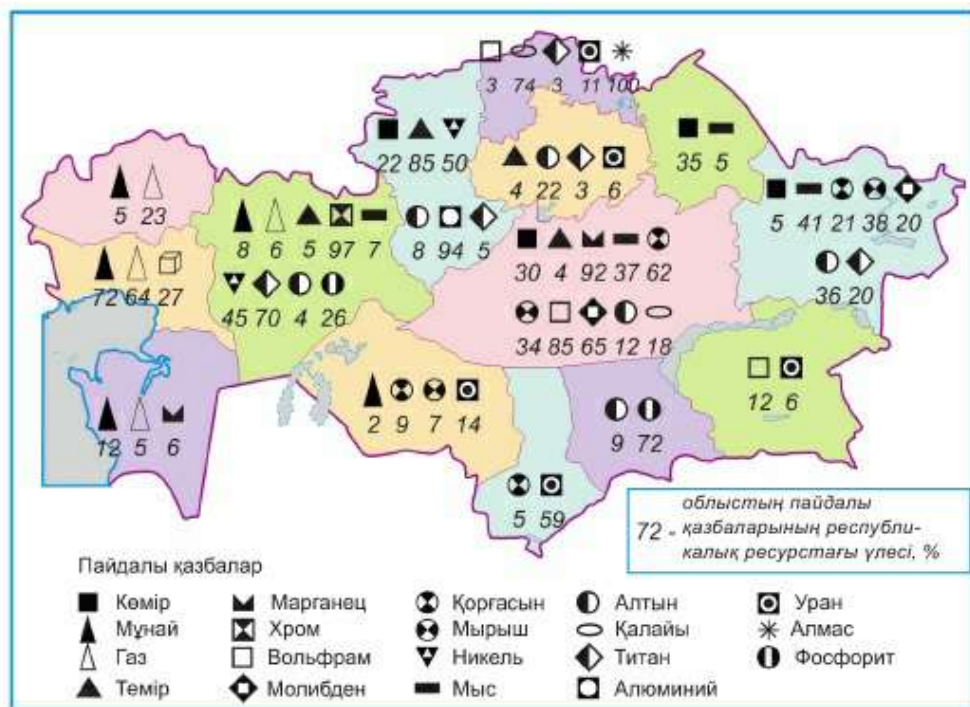 3 74 3 11 100
22 85 50
4 22 3 6
35 5
5 23
8 6 5 97 7
8 94 5
5 41 21 38 20
30 4 92 37 62
72 64 27
45 70 4 26
36 20
34 85 65 12 18
12 5 6
2 9 7 14
9 72
12 6
5 59
72 - облыстың пайдалы
қазбаларының республи-
калық ресурстағы үлесі, %
Пайдалы қазбалар
Көмір Марганец Қорғасын Алтын Уран
Мұнай Хром Мырыш Қалайы Алмас
Газ Вольфрам Никель Титан Фосфорит
Темір Молибден Мыс Алюминий